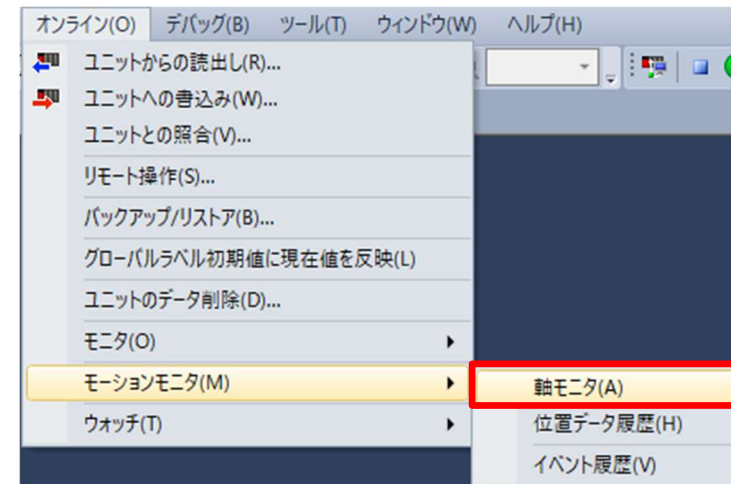 オンライン(O) デバッグ(B) ツール(T) ウィンドウ(W) ヘルプ(H)
ユニットからの読出し(R)...
ユニットへの書込み(W)...
ユニットとの照合(V)...
リモート操作(S)...
バックアップ/リストア(B)...
グローバルラベル初期値に現在値を反映(L)
ユニットのデータ削除(D)...
モニタ(O)
モーションモニタ(M)
軸モニタ(A)
ウォッチ(T)
位置データ履歴(H)
イベント履歴(V)